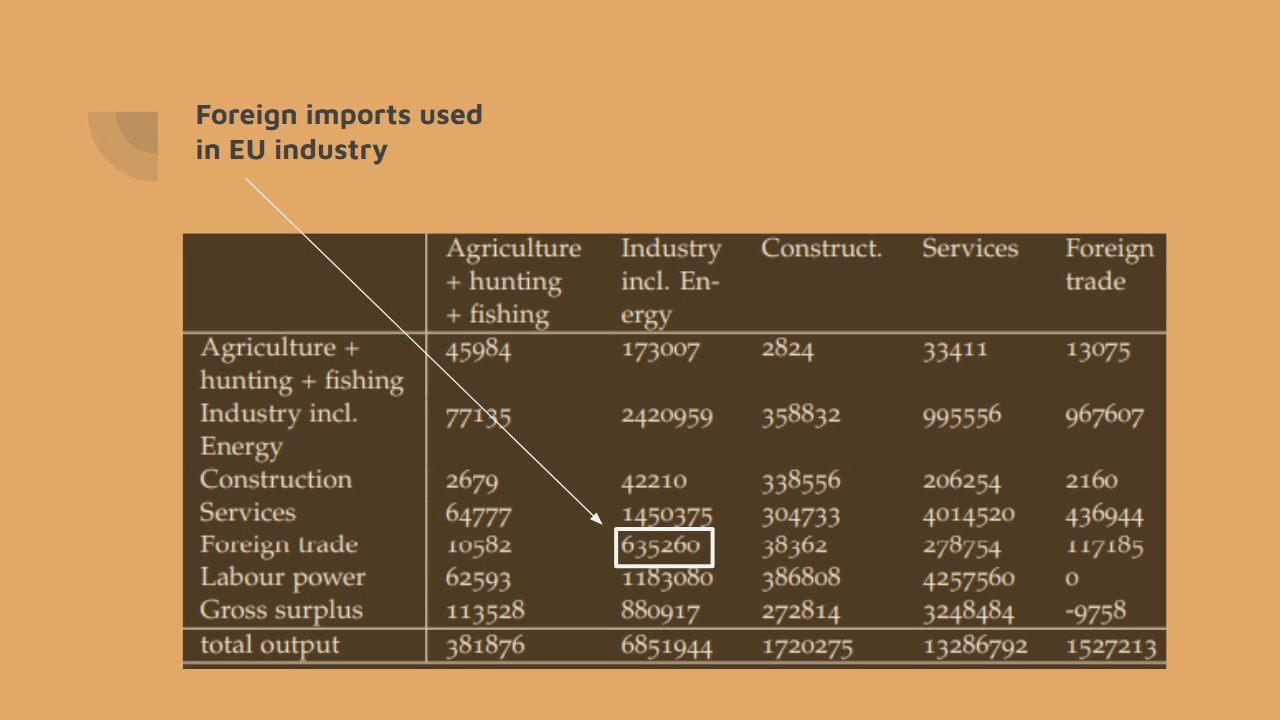 Foreign imports used
in EU industry
Agriculture Industry Construct. Services Foreign
+ hunting incl. En- trade
+ fishing ergy
Agriculture + 45984 173007 2824 33411 13075
hunting + fishing
Industry incl. 77135 2420959 358832 995556 967607
Energy
Construction 2679 42210 338556 206254 2160
Services 64777 1450375 304733 4014520 436944
Foreign trade 10582 635260 38362 278754 117185
Labour power 62593 1183080 386808 4257560 0
Gross surplus 113528 880917 272814 3248484 -9758
total output 381876 6851944 1720275 13286792 1527213